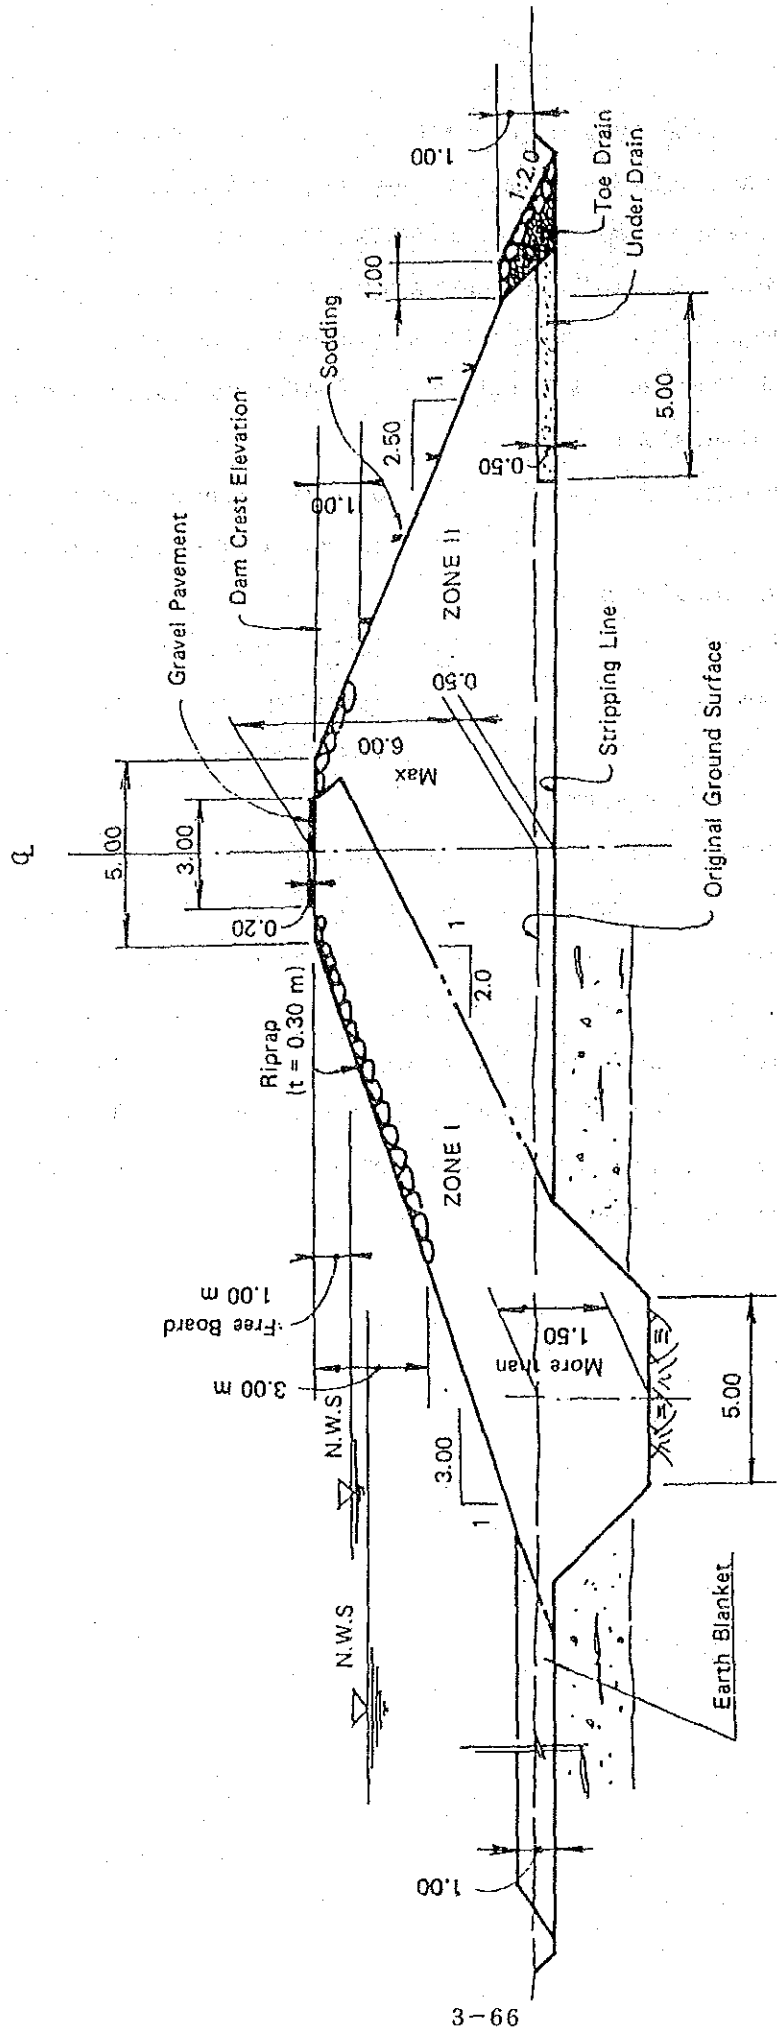 ℄
5.00
3.00
0.20
Gravel Pavement
Dam Crest Elevation
1.00
Sodding
1.00
1.00
1:2.0
Toe Drain
Under Drain
5.00
0.50
2.50
1
ZONE II
Max
6.00
0.50
Stripping Line
Original Ground Surface
Riprap
(t = 0.30 m)
1
2.0
ZONE I
Free Board
1.00 m
3.00 m
N.W.S
N.W.S
3.00
1
More than
1.50
5.00
Earth Blanket
1.00
3-66